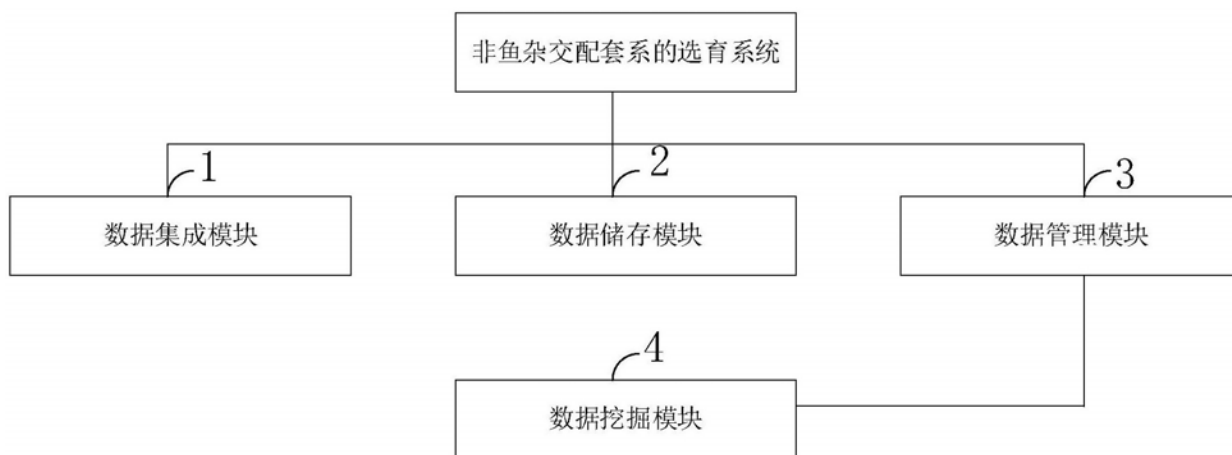 非鱼杂交配套系的选育系统
1
2
3
数据集成模块
数据储存模块
数据管理模块
4
数据挖掘模块